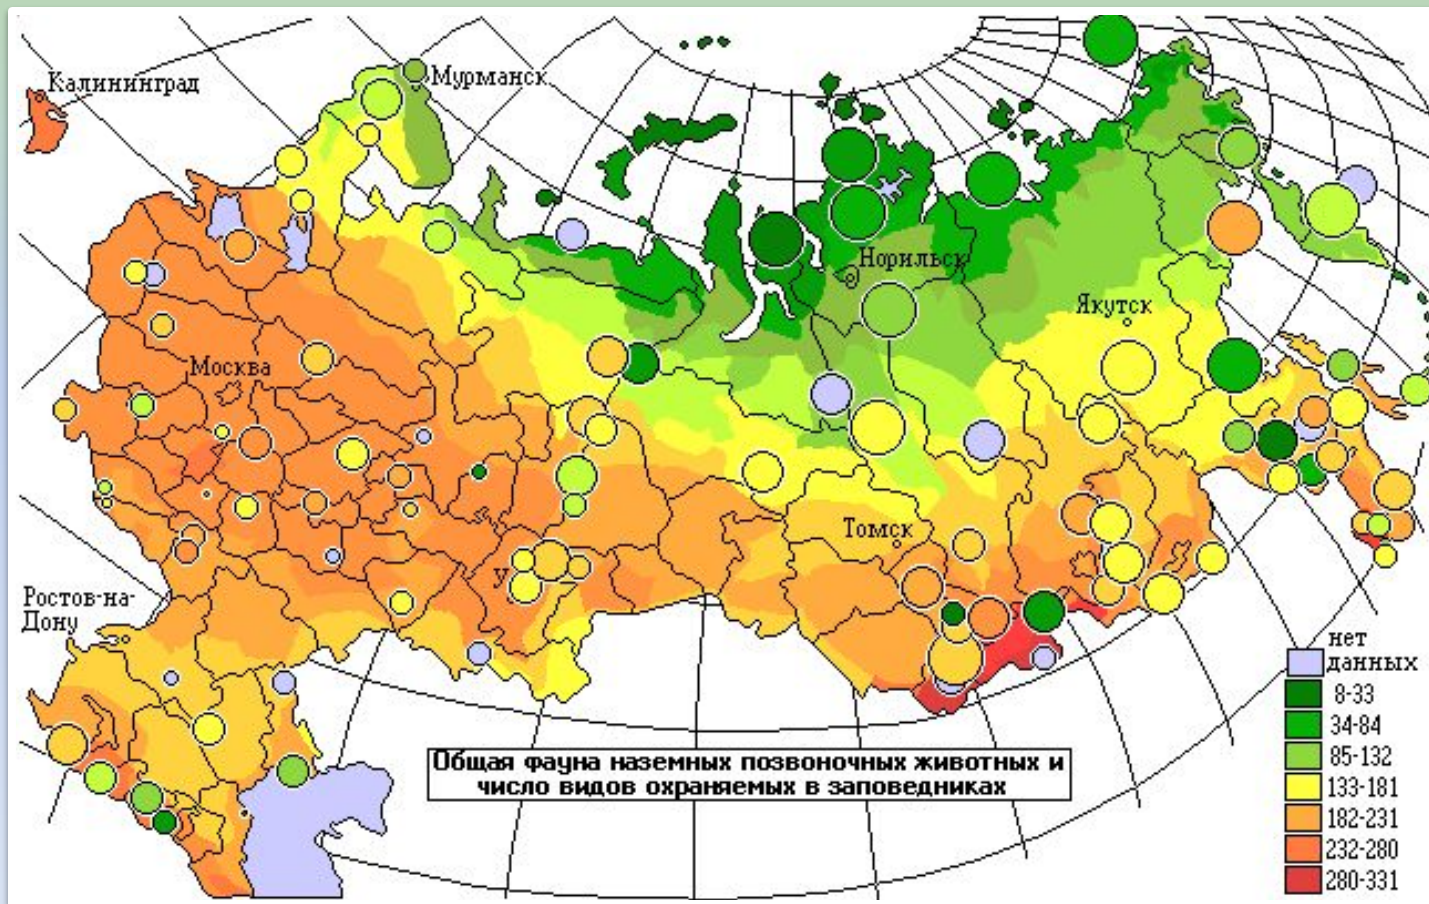 Калининград
Мурманск
Норильск
Якутск
Москва
Томск
У
Ростов-на-
Дону
Общая фауна наземных позвоночных животных и
число видов охраняемых в заповедниках
нет
данных
8-33
34-84
85-132
133-181
182-231
232-280
280-331